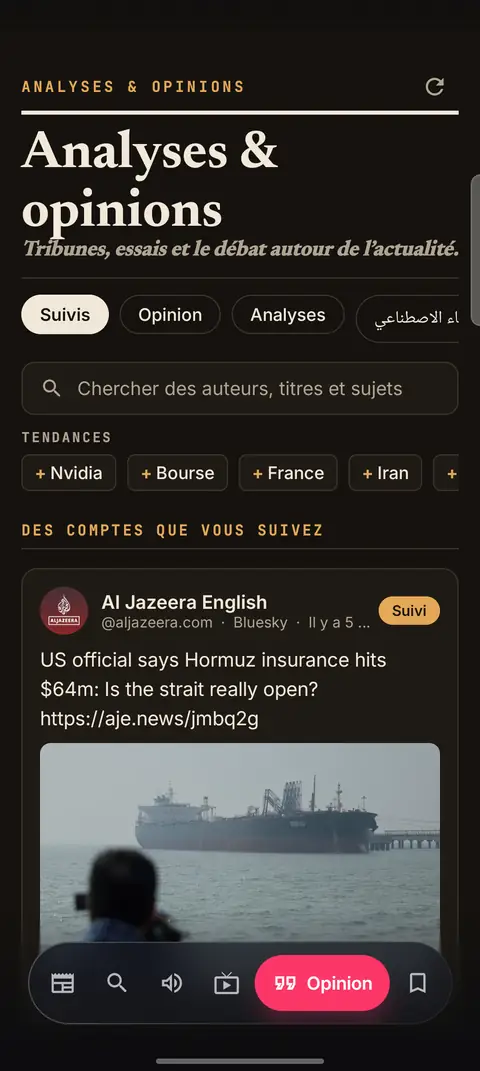 ANALYSES & OPINIONS
Analyses &
opinions
Tribunes, essais et le débat autour de l'actualité.
Suivis
Opinion
Analyses
اء الاصطناعي
Chercher des auteurs, titres et sujets
TENDANCES
+ Nvidia
+ Bourse
+ France
+ Iran
+
DES COMPTES QUE VOUS SUIVEZ
ALJAZEERA
Al Jazeera English
@aljazeera.com · Bluesky · Il y a 5 ...
Suivi
US official says Hormuz insurance hits
$64m: Is the strait really open?
https://aje.news/jmbq2g
Opinion